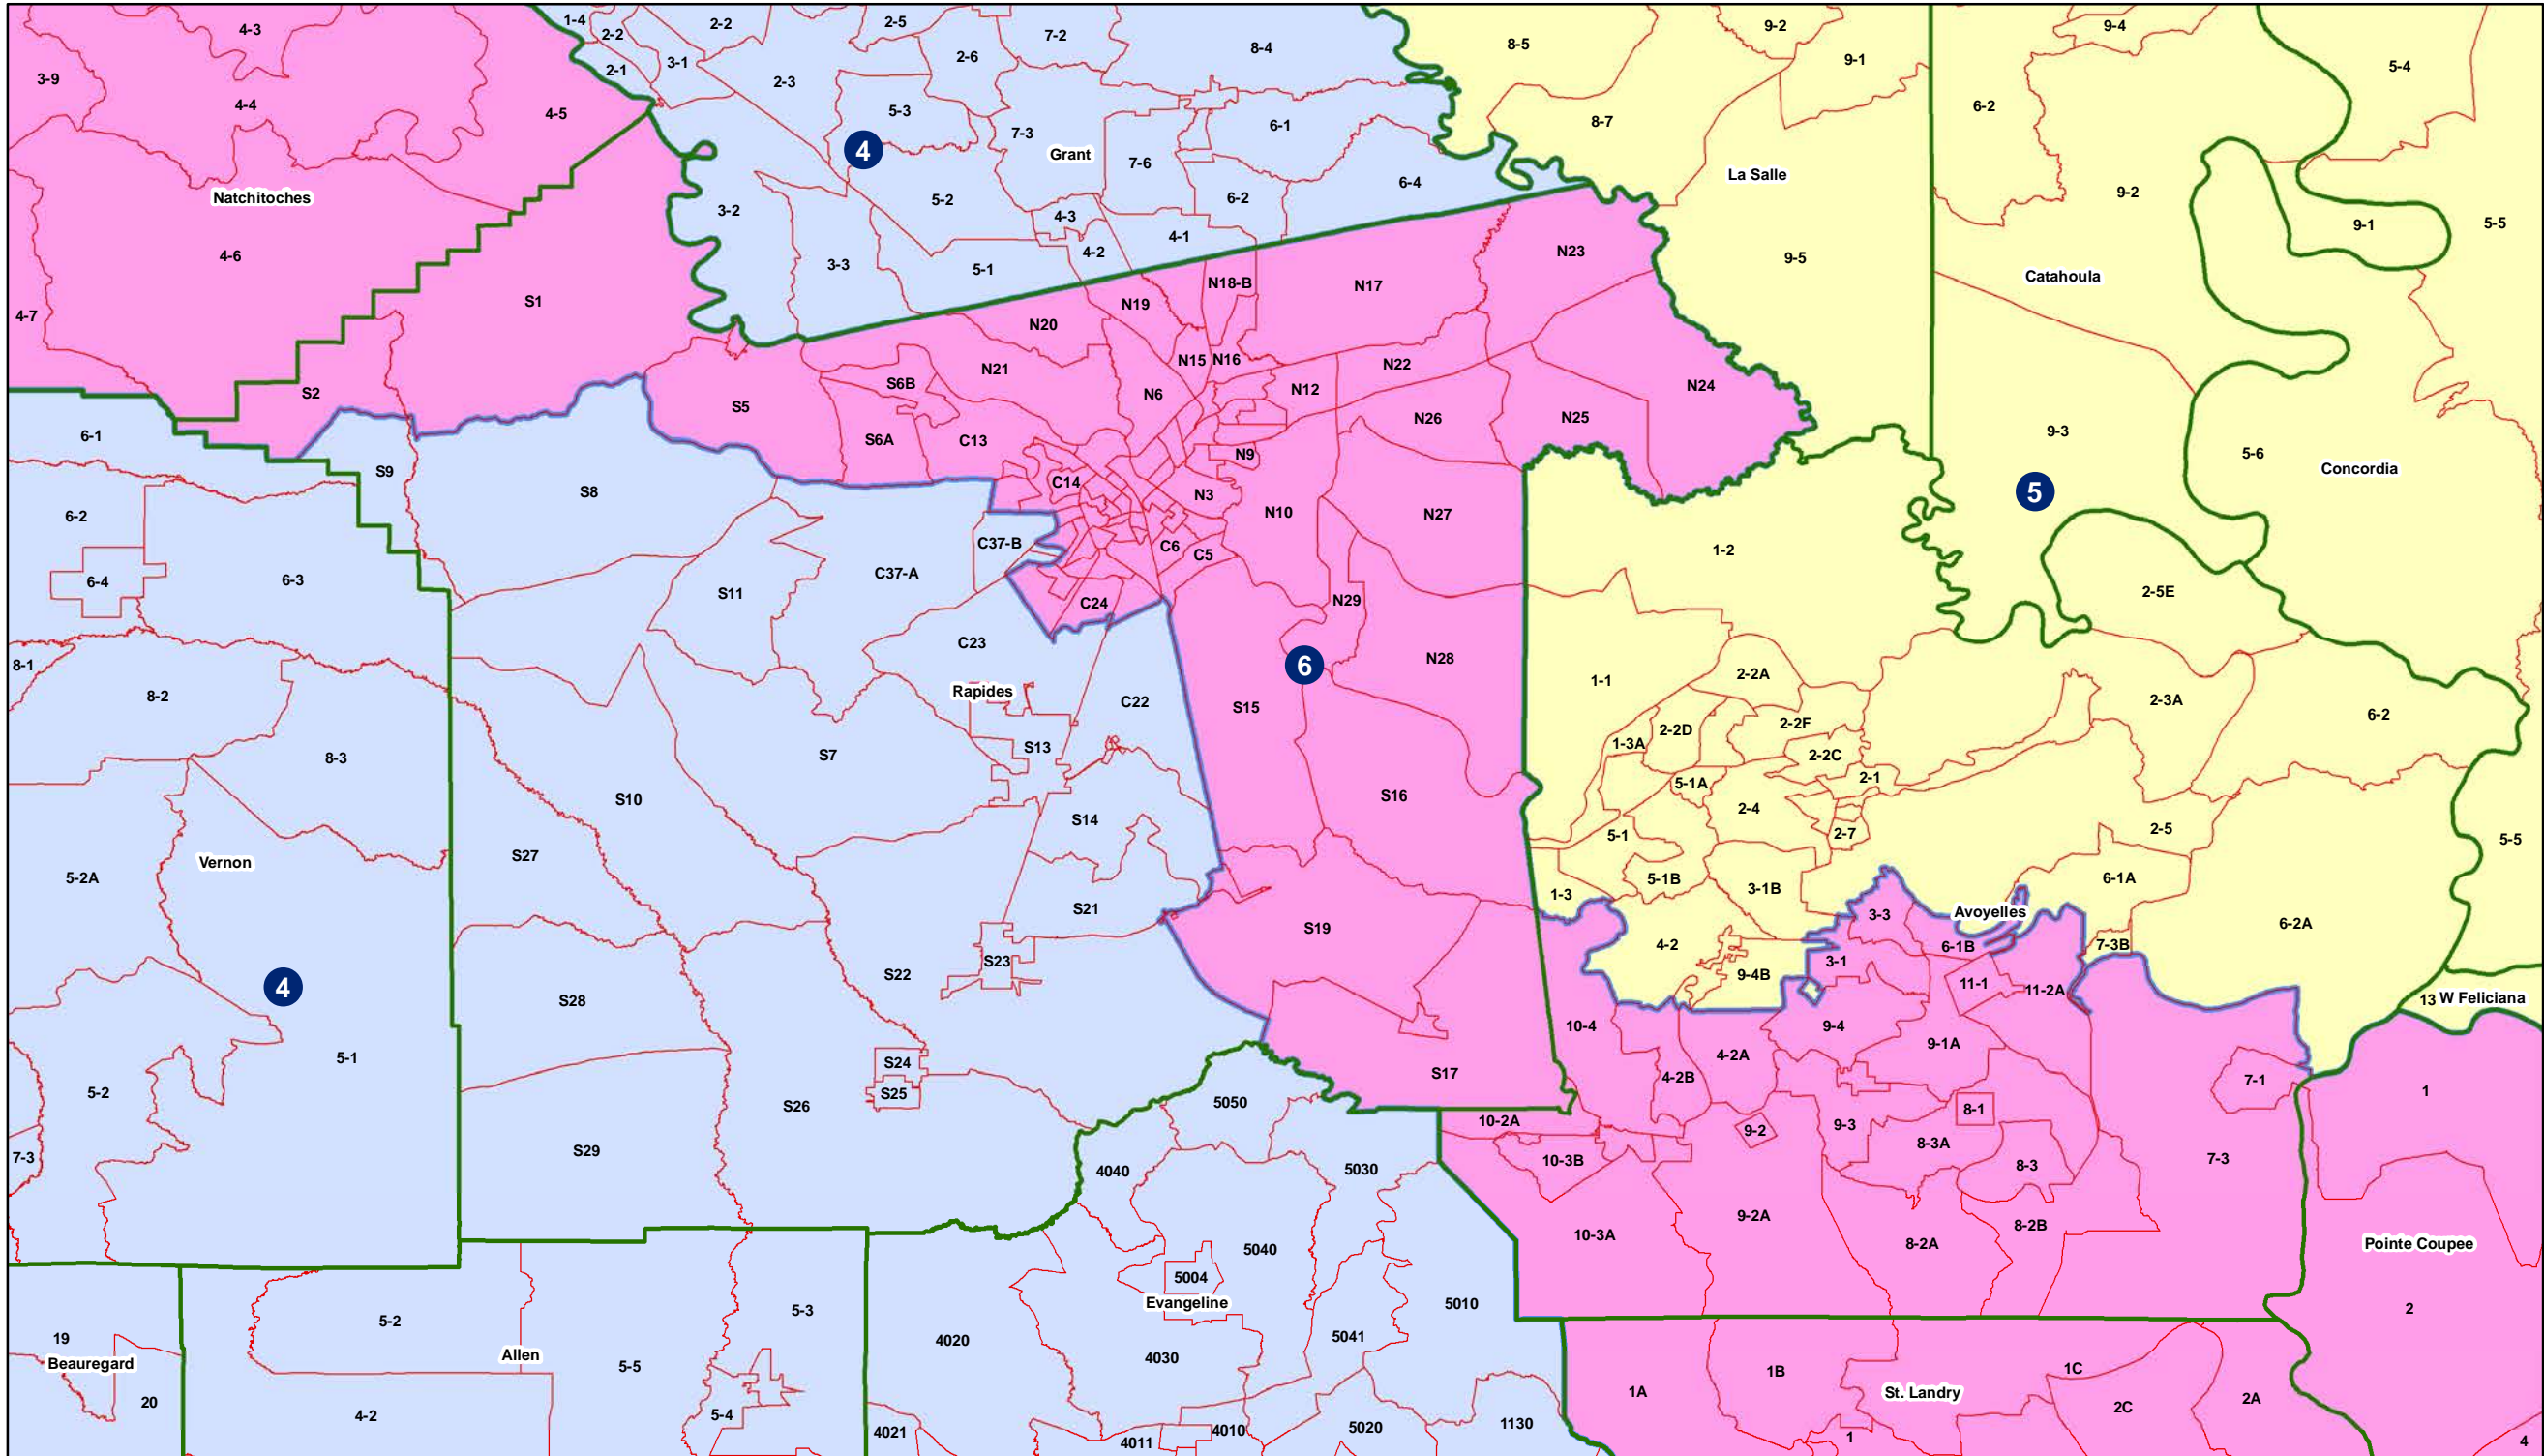 4-3
1-4
2-2
2-2
2-5
7-2
8-4
8-5
9-2
9-4
3-9
2-1
3-1
2-3
2-6
9-1
5-4
4-4
4-5
5-3
4
7-3
Grant
6-1
8-7
6-2
7-6
Natchitoches
3-2
5-2
4-3
6-2
6-4
La Salle
9-2
9-1
5-5
4-6
3-3
5-1
4-2
4-1
N23
9-5
Catahoula
4-7
S1
N18-B
N17
N19
N20
N15
N16
N22
S2
S6B
N21
N6
N12
N24
S5
S6A
C13
N26
N25
9-3
5-6
Concordia
6-1
S9
S8
C14
N9
N3
N10
N27
5
6-2
C37-B
C6
C5
1-2
6-4
6-3
S11
C37-A
C24
N29
2-5E
8-1
8-2
C23
Rapides
C22
6
N28
S15
1-1
2-2A
2-3A
6-2
8-3
S7
S13
2-2D
2-2F
1-3A
2-2C
S10
S14
S16
5-1A
2-1
2-4
2-7
2-5
5-1
5-5
Vernon
S27
5-2A
S21
S19
1-3
5-1B
3-1B
6-1A
3-3
Avoyelles
6-2A
4
S28
S22
S23
4-2
9-4B
3-1
6-1B
7-3B
11-1
11-2A
13
W Feliciana
5-1
5-2
S24
S25
S26
S17
10-4
4-2A
4-2B
9-4
9-1A
7-1
1
5050
10-2A
9-2
9-3
8-1
8-3A
7-3
S29
4040
5030
10-3B
8-3
7-3
5040
9-2A
10-3A
8-2A
8-2B
Pointe Coupee
5004
Evangeline
5010
5-3
5-2
19
Beauregard
20
Allen
5-5
4020
4030
5041
2
1A
1B
1C
St. Landry
4-2
5-4
4021
4011
4010
5020
1130
1
2C
2A
4